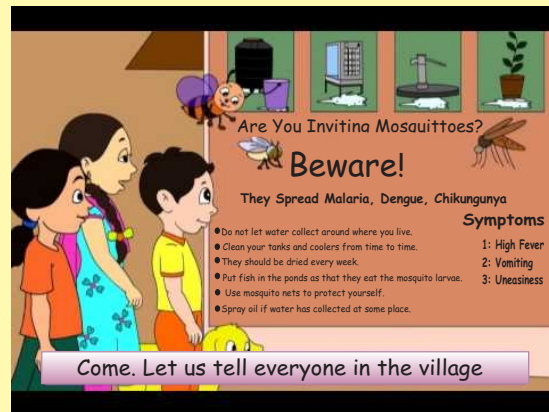 Are You Invitina Mosauittoes?
Beware!
They Spread Malaria, Dengue, Chikungunya
Symptoms
1: High Fever
2: Vomiting
3: Uneasiness
Do not let water collect around where you live.
Clean your tanks and coolers from time to time.
They should be dried every week.
Put fish in the ponds as that they eat the mosquito larvae.
Use mosquito nets to protect yourself.
Spray oil if water has collected at some place.
Come. Let us tell everyone in the village